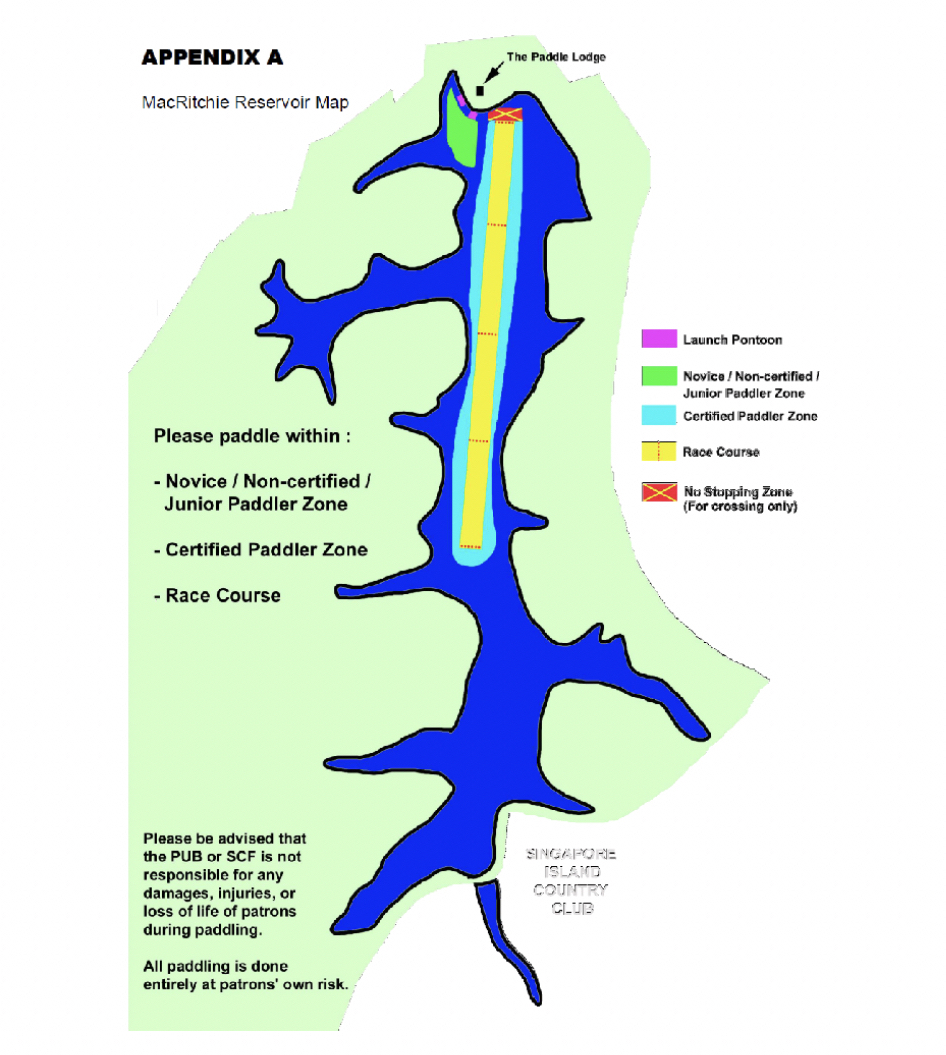 APPENDIX A
MacRitchie Reservoir Map
The Paddle Lodge
Launch Pontoon
Novice / Non-certified /
Junior Paddler Zone
Certified Paddler Zone
Race Course
No Stopping Zone
(For crossing only)
Please paddle within :
- Novice / Non-certified /
Junior Paddler Zone
- Certified Paddler Zone
- Race Course
Please be advised that
the PUB or SCF is not
responsible for any
damages, injuries, or
loss of life of patrons
during paddling.
All paddling is done
entirely at patrons' own risk.
SINGAPORE
ISLAND
COUNTRY
CLUB